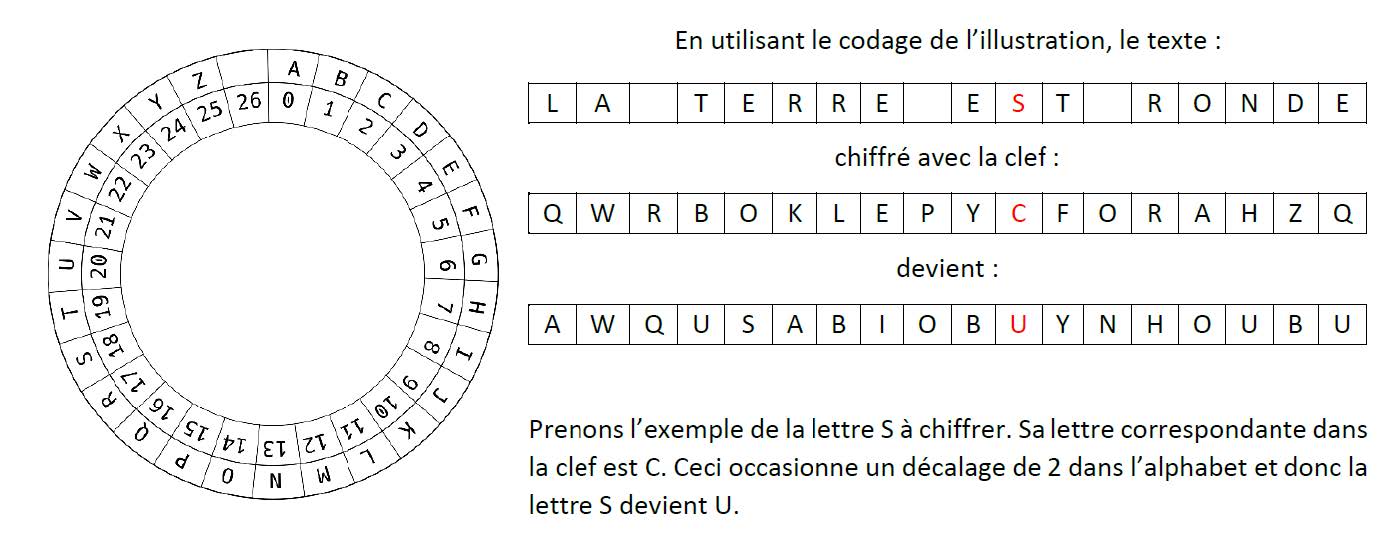 A B C D E F G H I J K L M N O P Q R S T U V W X Y Z
0 1 2 3 4 5 6 7 8 9 10 11 12 13 14 15 16 17 18 19 20 21 22 23 24 25 26
En utilisant le codage de l’illustration, le texte :
L A T E R R E E S T R O N D E
chiffré avec la clef :
Q W R B O K L E P Y C F O R A H Z Q
devient :
A W Q U S A B I O B U Y N H O U B U
Prenons l’exemple de la lettre S à chiffrer. Sa lettre correspondante dans
la clef est C. Ceci occasionne un décalage de 2 dans l’alphabet et donc la
lettre S devient U.